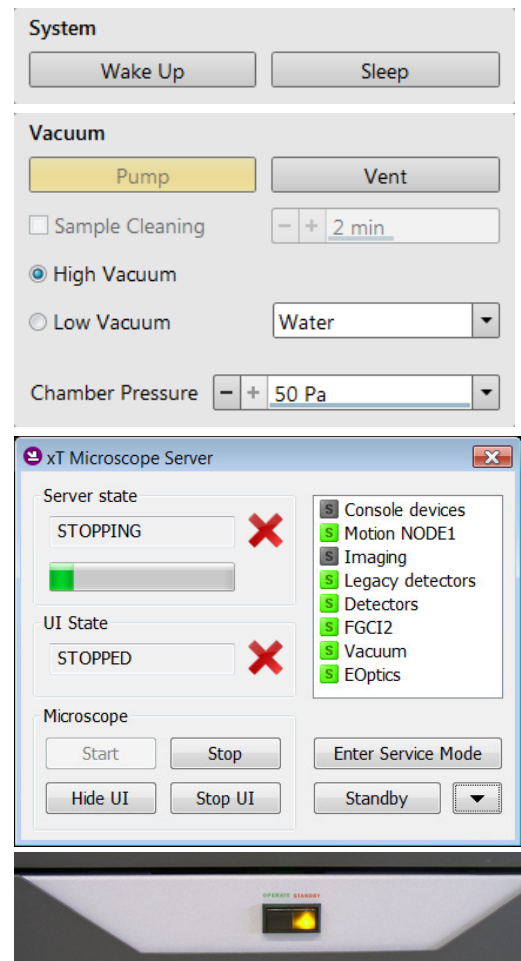 System
Wake Up Sleep
Vacuum
Pump Vent
Sample Cleaning - + 2 min
High Vacuum
Low Vacuum Water
Chamber Pressure - + 50 Pa
xT Microscope Server
Server state
STOPPING
UI State
STOPPED
S Console devices
S Motion NODE1
S Imaging
S Legacy detectors
S Detectors
S FGCI2
S Vacuum
S EOptics
Microscope
Start Stop
Hide UI Stop UI
Enter Service Mode
Standby
OPERATE STANDBY